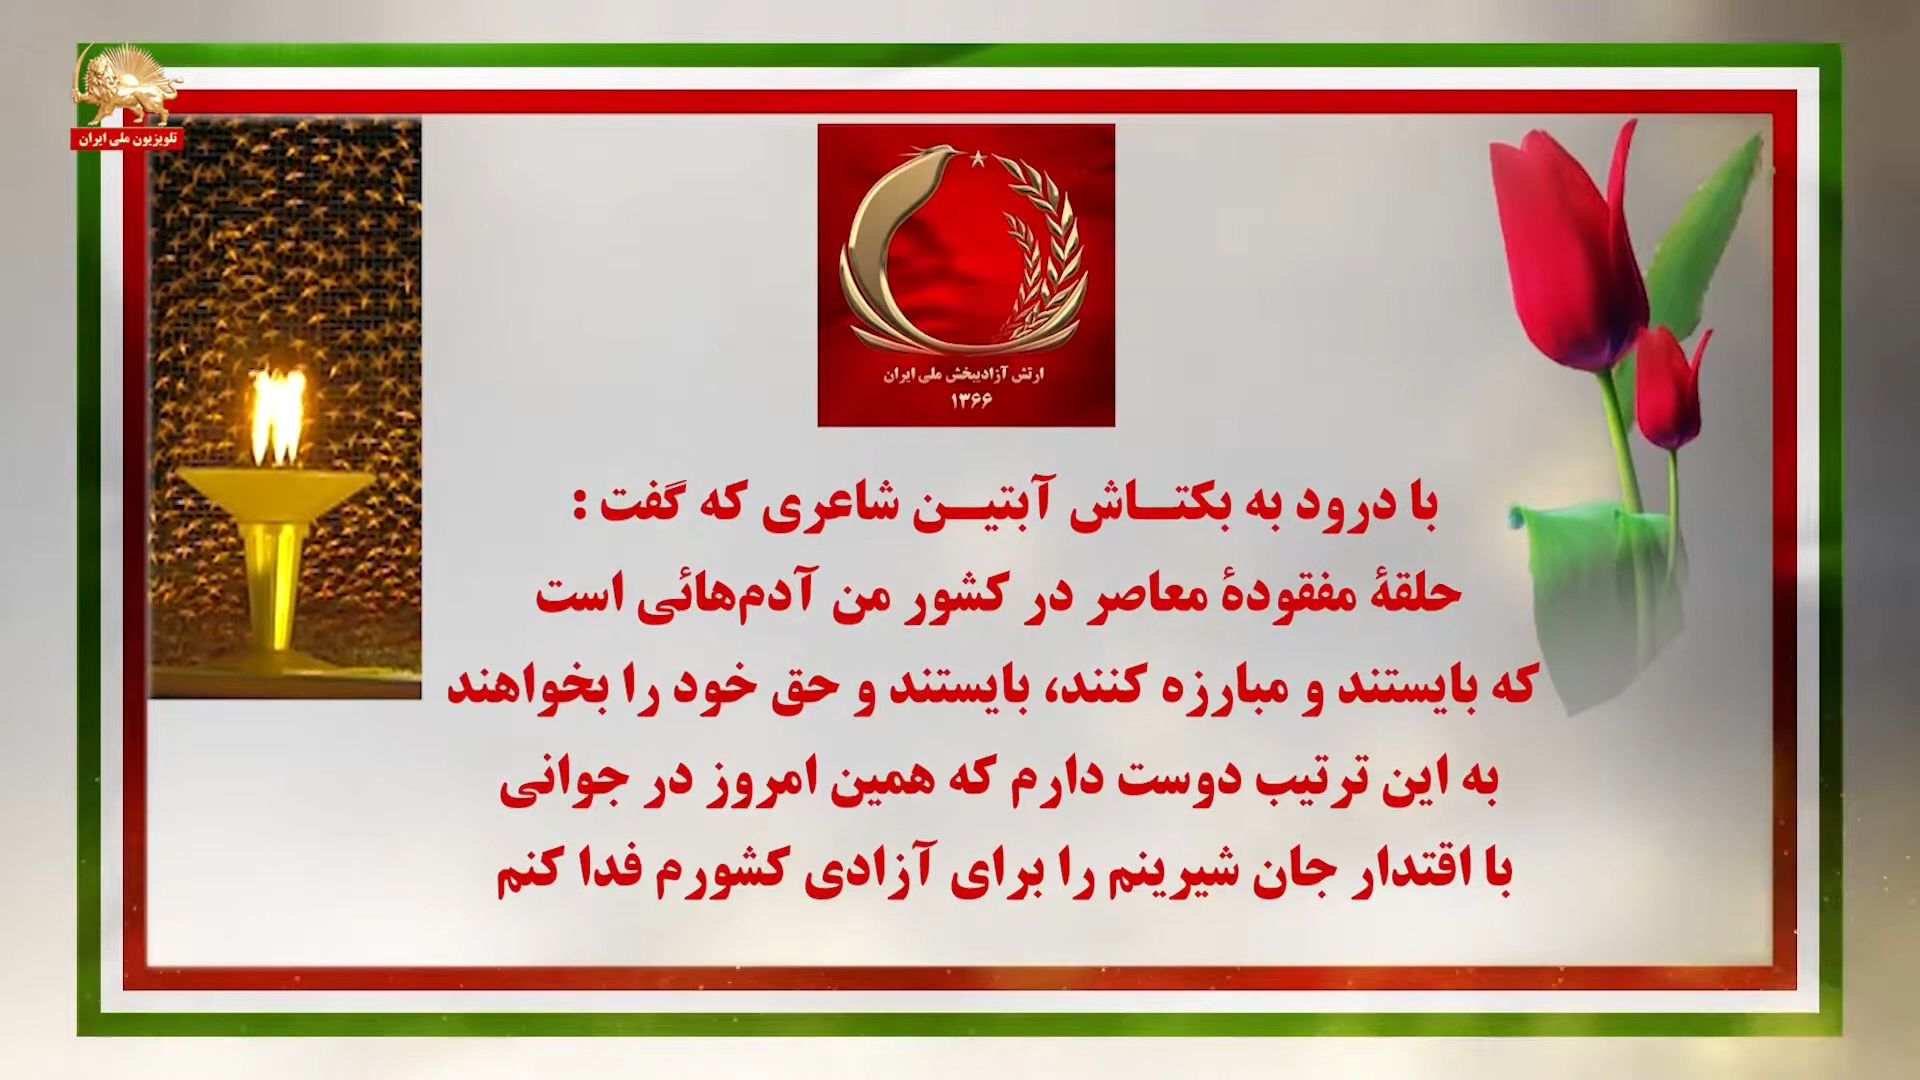 تلویزیون ملی ایران
ارتش آزادیبخش ملی ایران
۱۳۶۶
با درود به بکتـــاش آبتیـــن شاعری که گفت :
حلقهٔ مفقودهٔ معاصر در کشور من آدم‌هائی است
که بایستند و مبارزه کنند، بایستند و حق خود را بخواهند
به این ترتیب دوست دارم که همین امروز در جوانی
با اقتدار جان شیرینم را برای آزادی کشورم فدا کنم